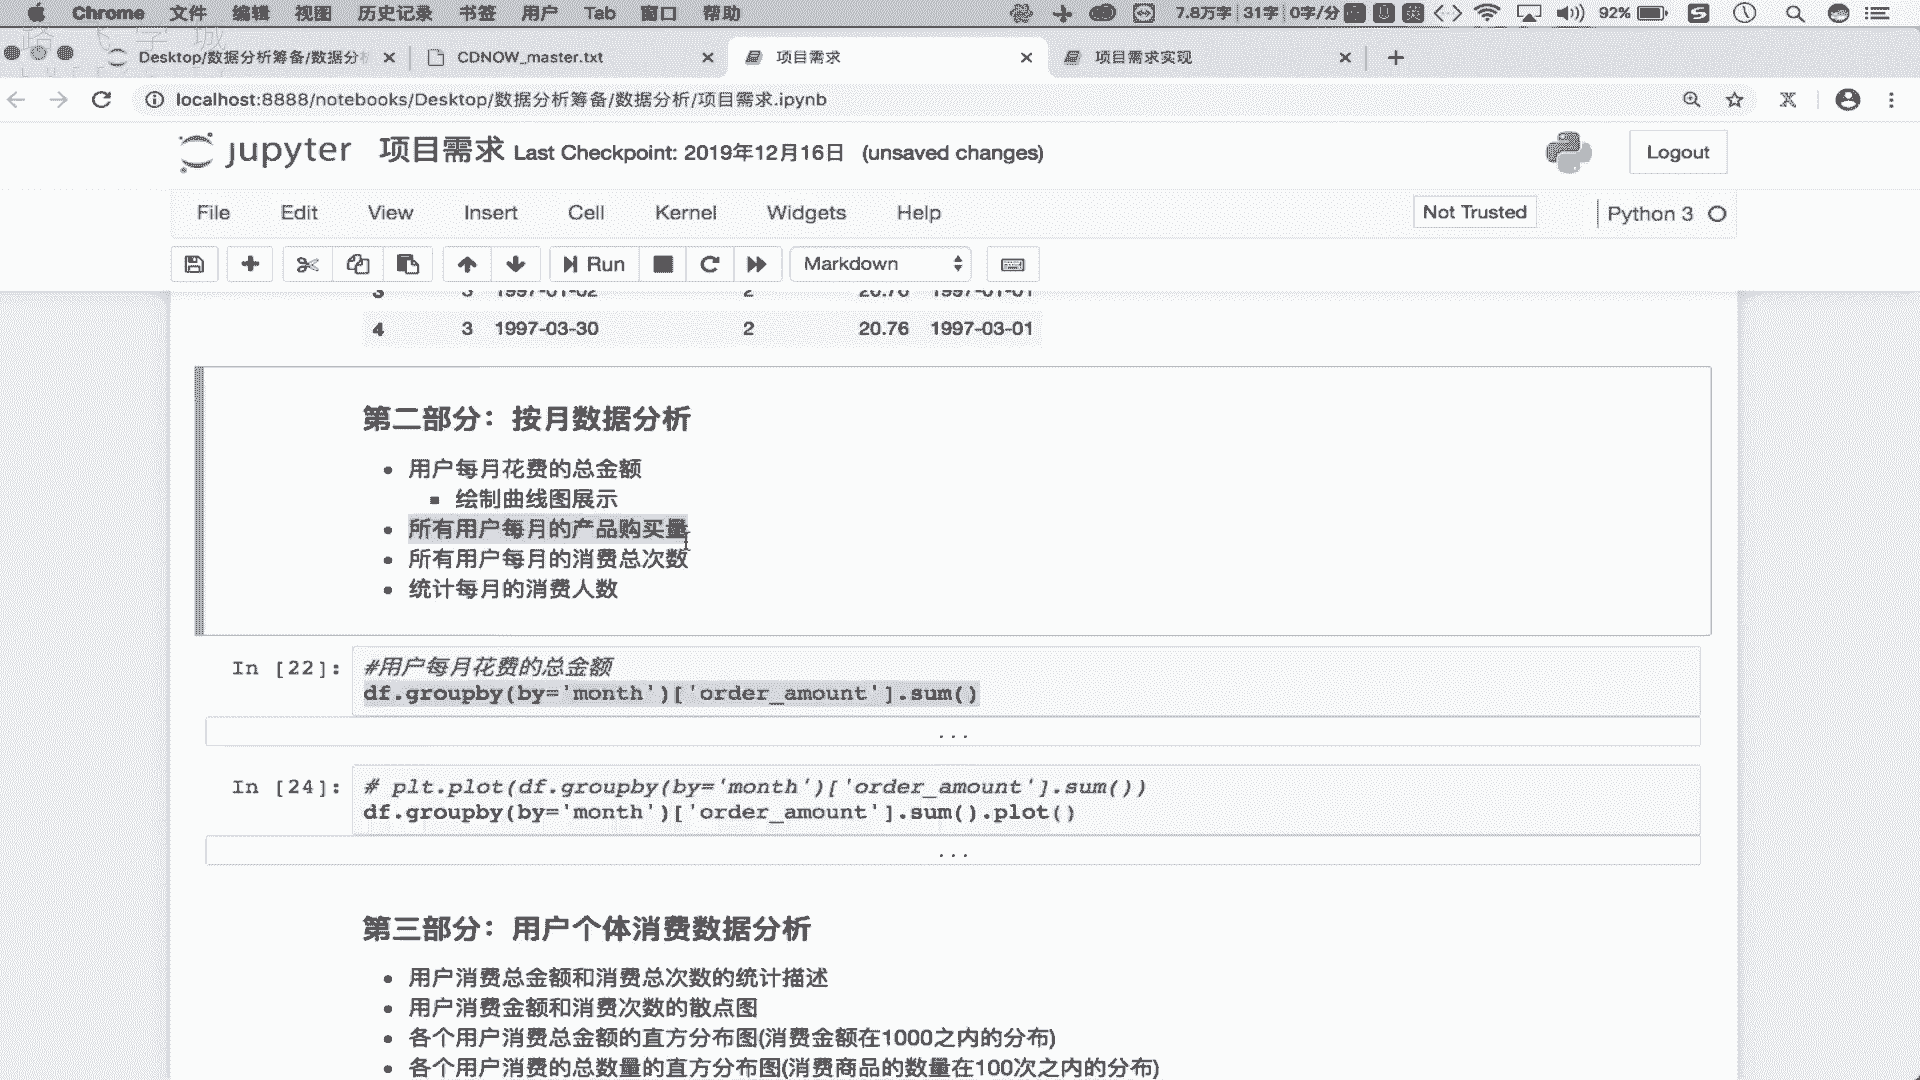 Chrome 文件 编辑 视图 历史记录 书签 用户 Tab 窗口 帮助 7.8万字 31字 0字/分 92%
Desktop/数据分析筹备/数据分 CDNOW_master.txt 项目需求 项目需求实现
localhost:8888/notebooks/Desktop/数据分析筹备/数据分析/项目需求.ipynb
jupyter 项目需求 Last Checkpoint: 2019年12月16日 (unsaved changes) Logout
File Edit View Insert Cell Kernel Widgets Help Not Trusted Python 3
Run Markdown
3 3 1997-01-02 2 20.76 1997-01-01
4 3 1997-03-30 2 20.76 1997-03-01
第二部分：按月数据分析
用户每月花费的总金额
绘制曲线图展示
所有用户每月的产品购买量
所有用户每月的消费总次数
统计每月的消费人数
In [22]: #用户每月花费的总金额
df.groupby(by='month')['order_amount'].sum()
...
In [24]: # plt.plot(df.groupby(by='month')['order_amount'].sum())
df.groupby(by='month')['order_amount'].sum().plot()
...
第三部分：用户个体消费数据分析
用户消费总金额和消费总次数的统计描述
用户消费金额和消费次数的散点图
各个用户消费总金额的直方分布图(消费金额在1000之内的分布)
各个用户消费的总数量的直方分布图(消费商品的数量在100次之内的分布)